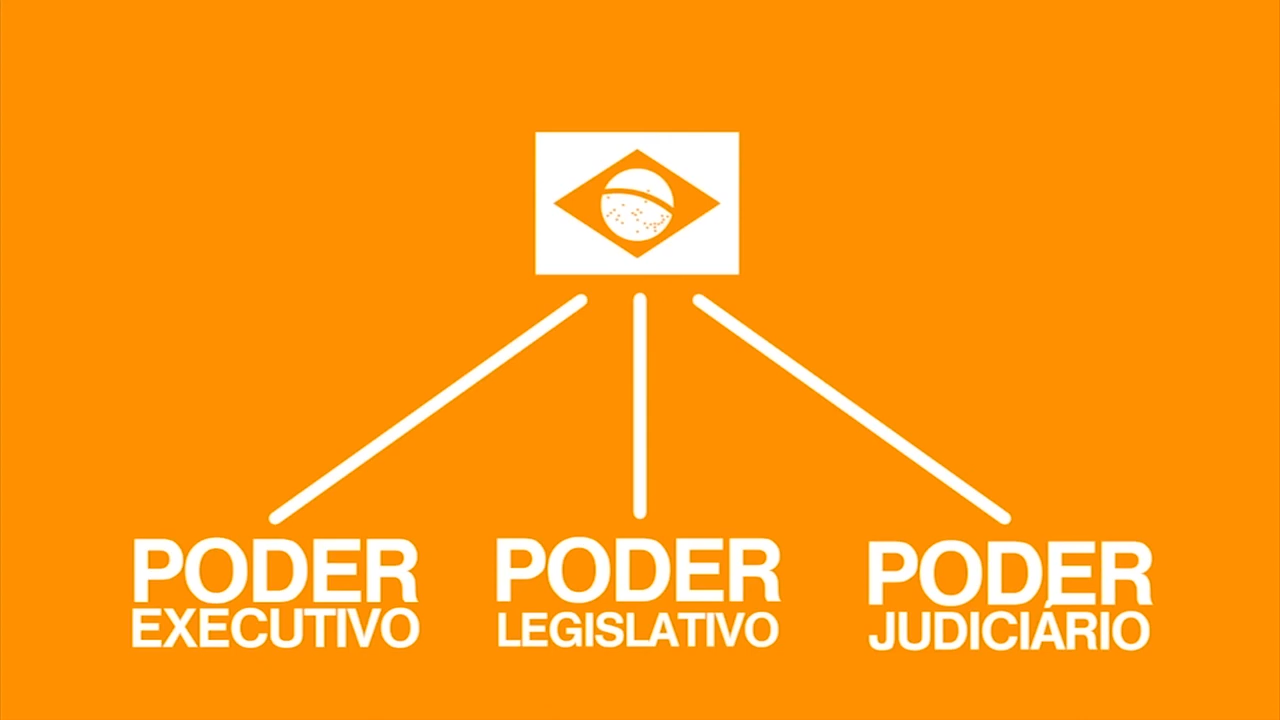 PODER
EXECUTIVO
PODER
LEGISLATIVO
PODER
JUDICIÁRIO